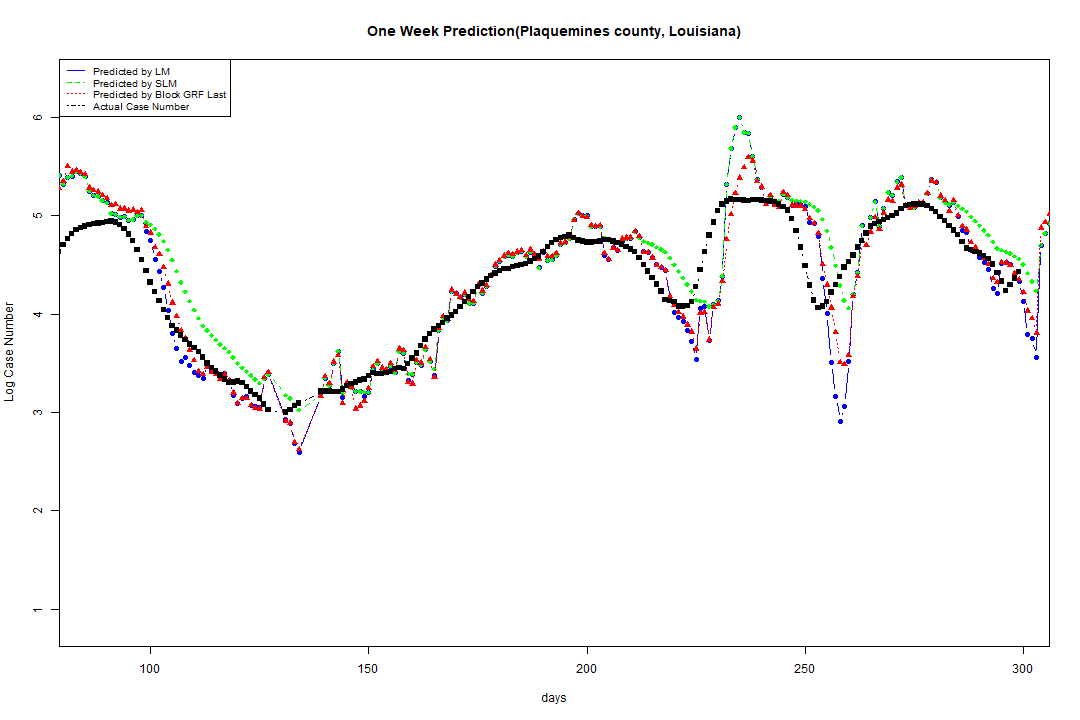 One Week Prediction(Plaquemines county, Louisiana)
Predicted by LM
Predicted by SLM
Predicted by Block GRF Last
Actual Case Number
6
5
4
3
2
1
Log Case Number
100 150 200 250 300
days